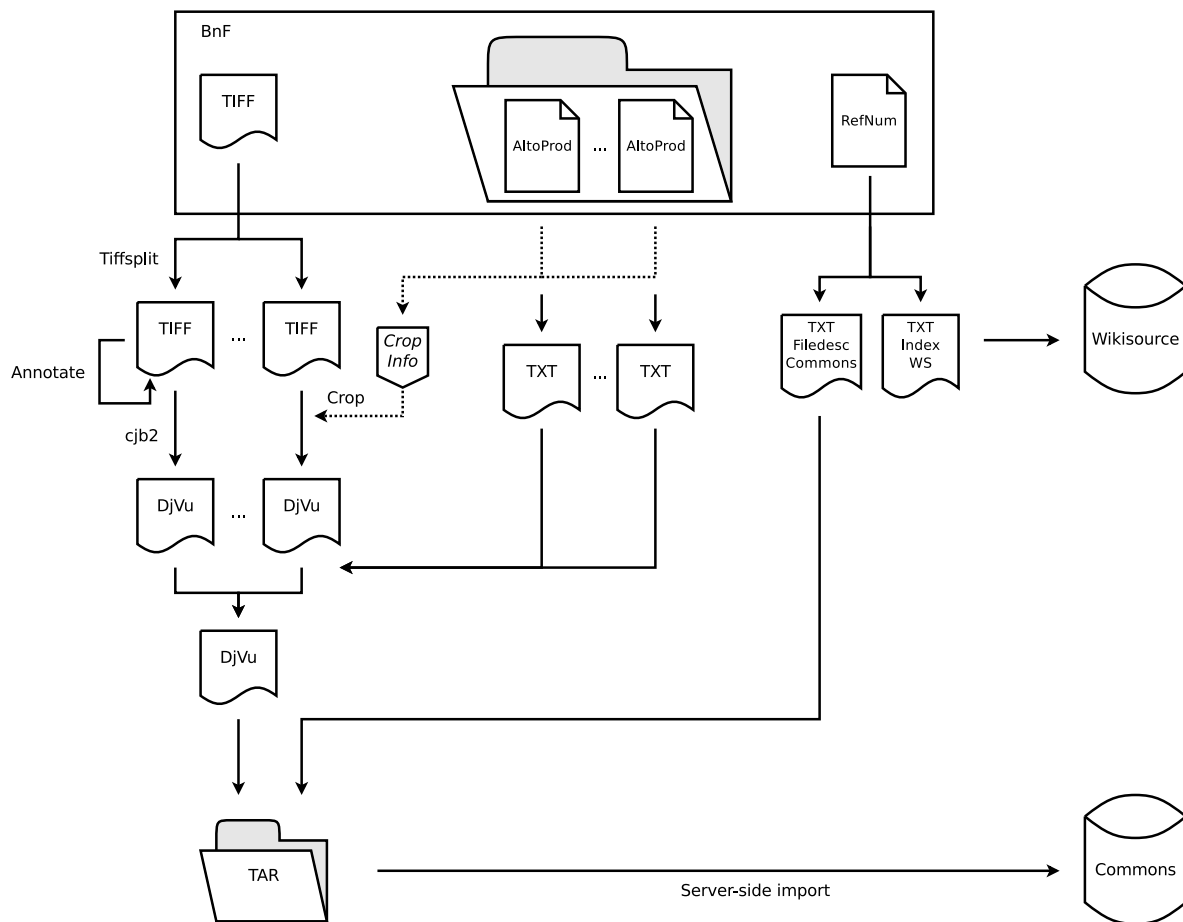 BnF
TIFF
AltoProd
...
AltoProd
RefNum
Tiffsplit
TIFF
...
TIFF
Crop
Info
TXT
Filedesc
Commons
TXT
Index
WS
Wikisource
Annotate
TXT
...
TXT
Crop
cjb2
DjVu
...
DjVu
DjVu
TAR
Server-side import
Commons